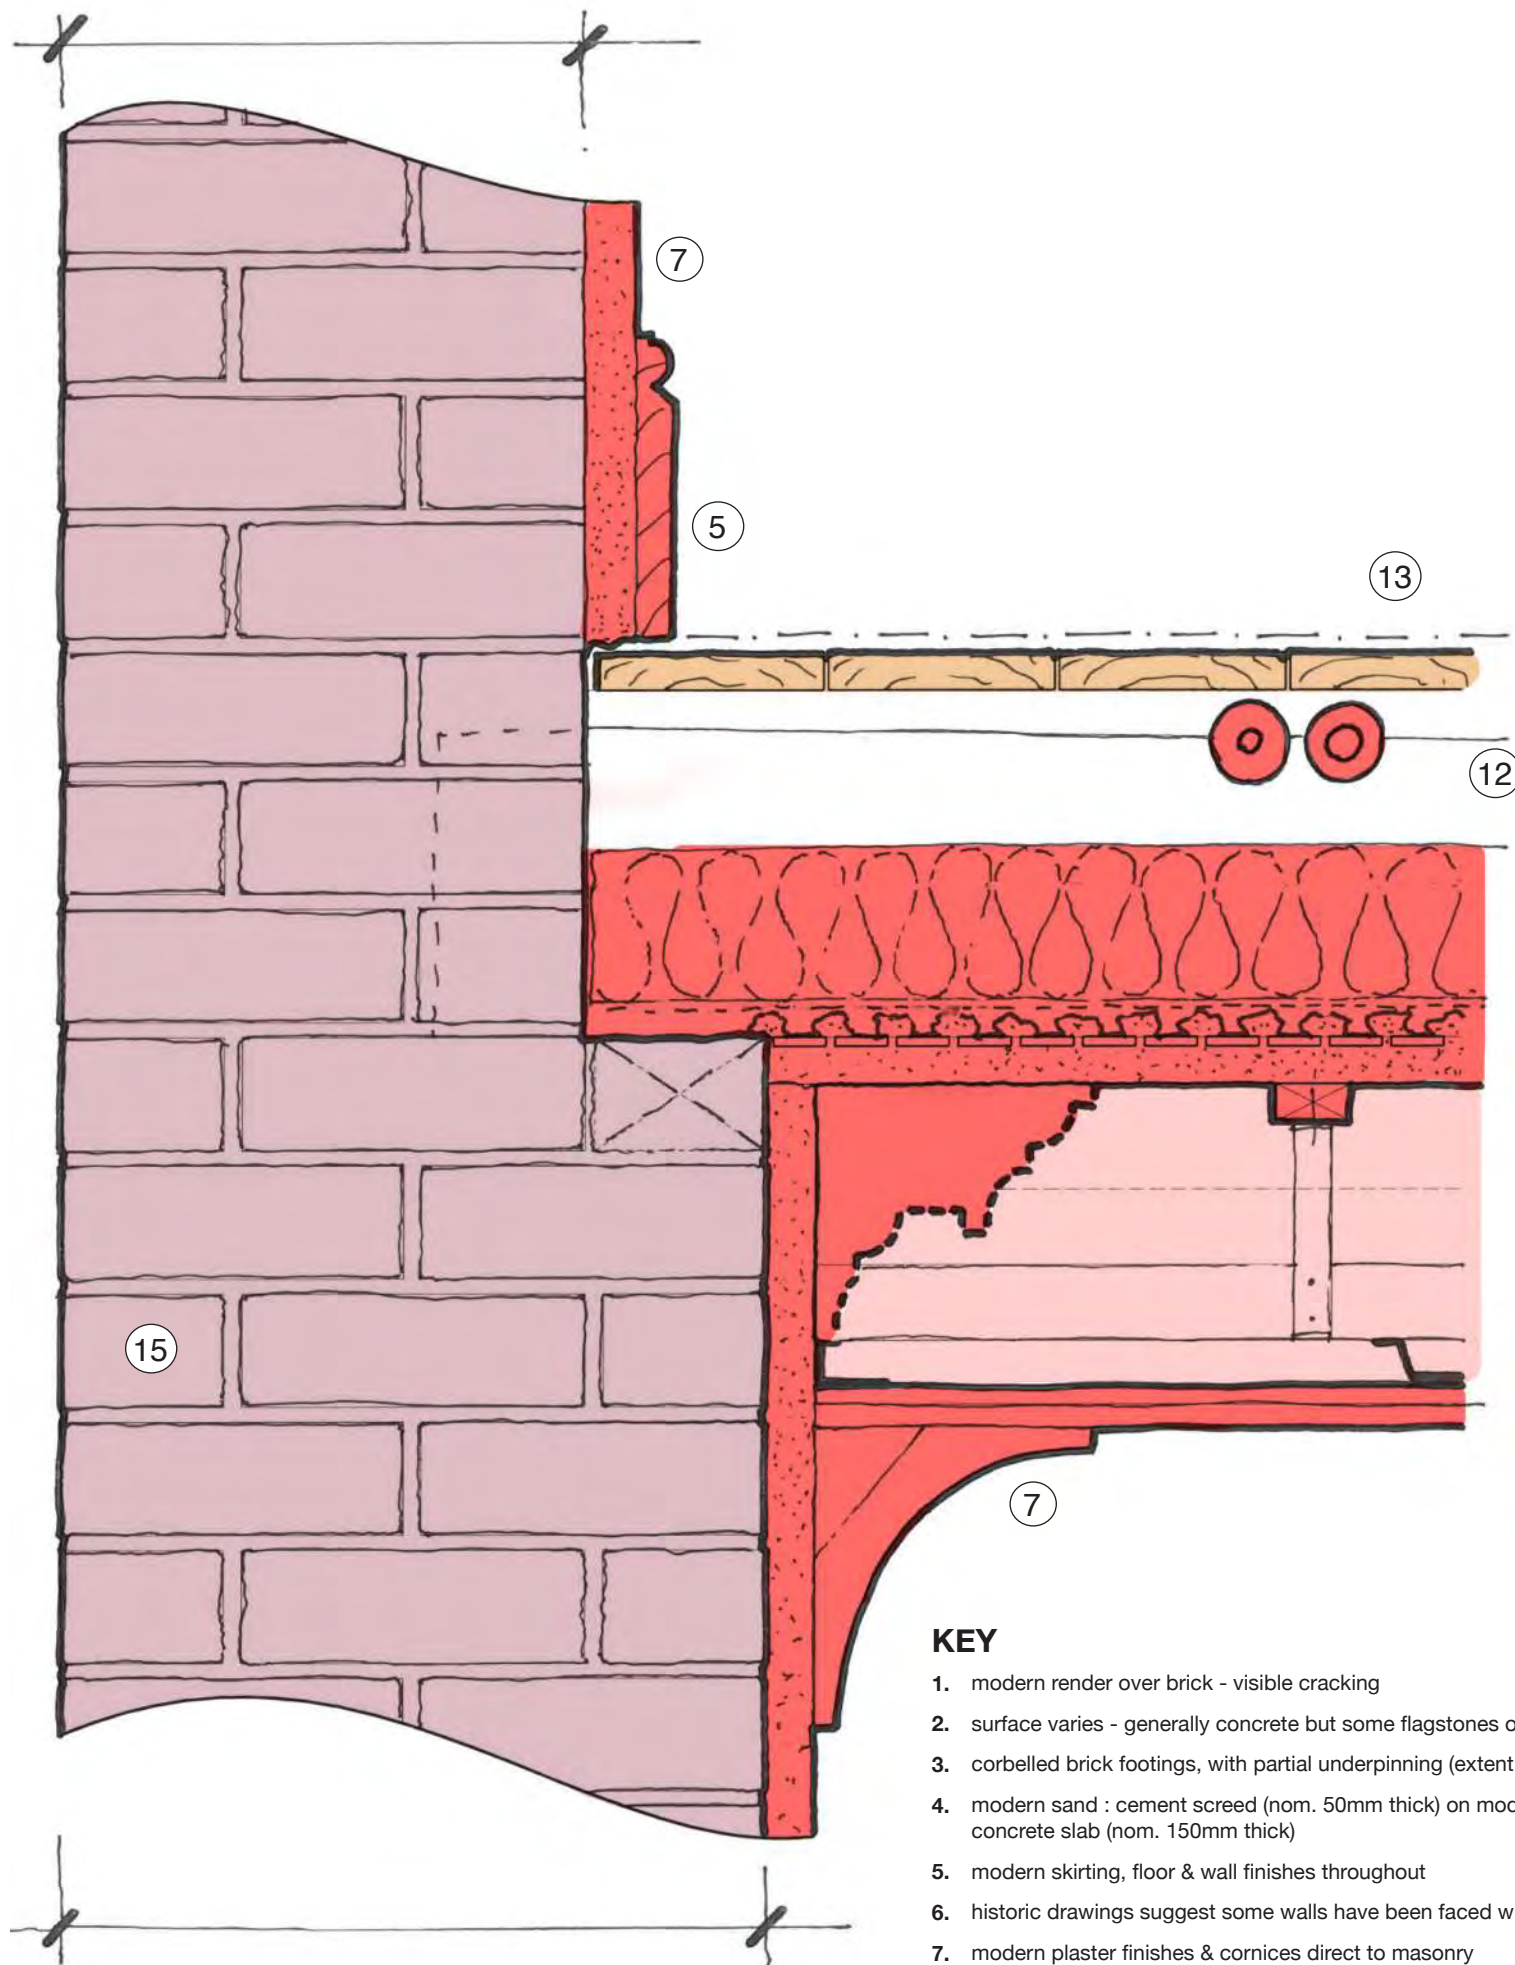 7
5
13
12
15
7
KEY
1. modern render over brick - visible cracking
2. surface varies - generally concrete but some flagstones
3. corbelled brick footings, with partial underpinning (extent
4. modern sand : cement screed (nom. 50mm thick) on
concrete slab (nom. 150mm thick)
5. modern skirting, floor & wall finishes throughout
6. historic drawings suggest some walls have been faced
7. modern plaster finishes & cornices direct to masonry